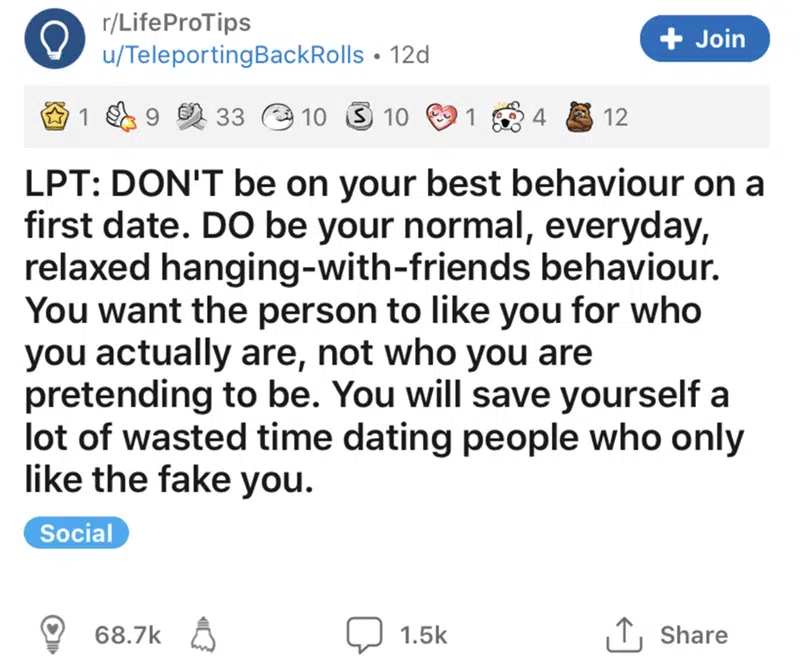 r/LifeProTips
u/TeleportingBackRolls • 12d
+ Join
1 9 33 10 S 10 1 4 12
LPT: DON'T be on your best behaviour on a
first date. DO be your normal, everyday,
relaxed hanging-with-friends behaviour.
You want the person to like you for who
you actually are, not who you are
pretending to be. You will save yourself a
lot of wasted time dating people who only
like the fake you.
Social
68.7k 1.5k Share